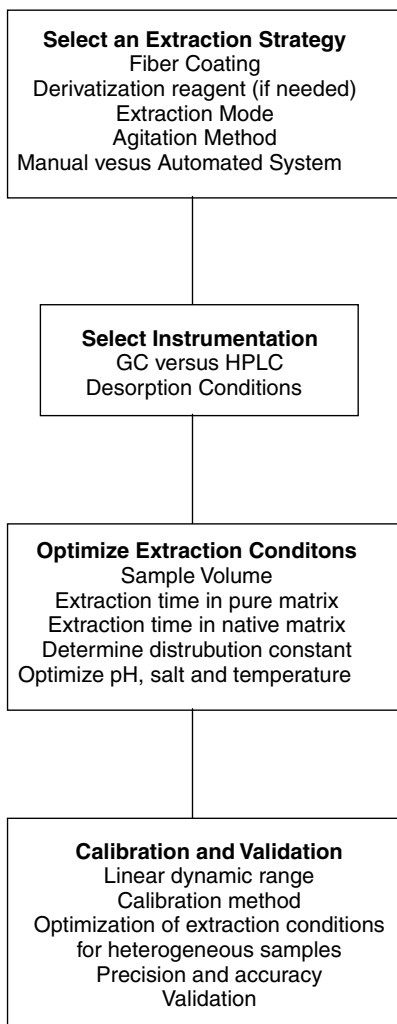 Select an Extraction Strategy
Fiber Coating
Derivatization reagent (if needed)
Extraction Mode
Agitation Method
Manual vesus Automated System
Select Instrumentation
GC versus HPLC
Desorption Conditions
Optimize Extraction Conditons
Sample Volume
Extraction time in pure matrix
Extraction time in native matrix
Determine distrubution constant
Optimize pH, salt and temperature
Calibration and Validation
Linear dynamic range
Calibration method
Optimization of extraction conditions
for heterogeneous samples
Precision and accuracy
Validation